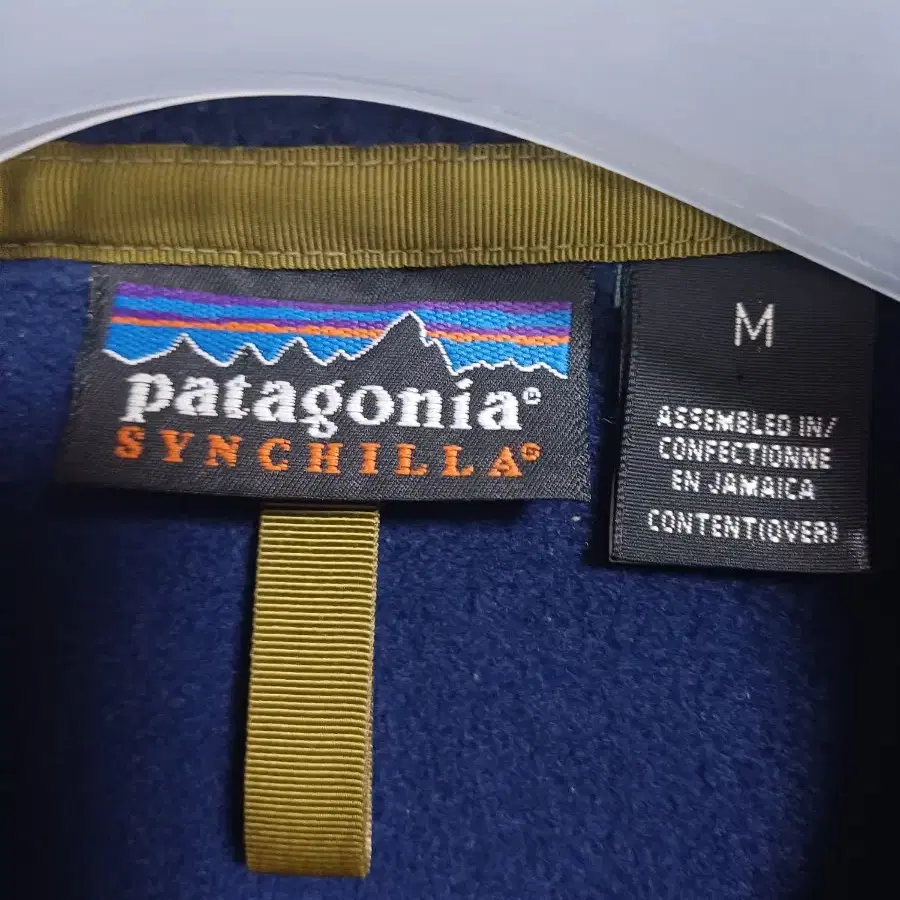 patagonia®
SYNCHILLA®
M
ASSEMBLED IN/
CONFECTIONNE
EN JAMAICA
CONTENT(OVER)